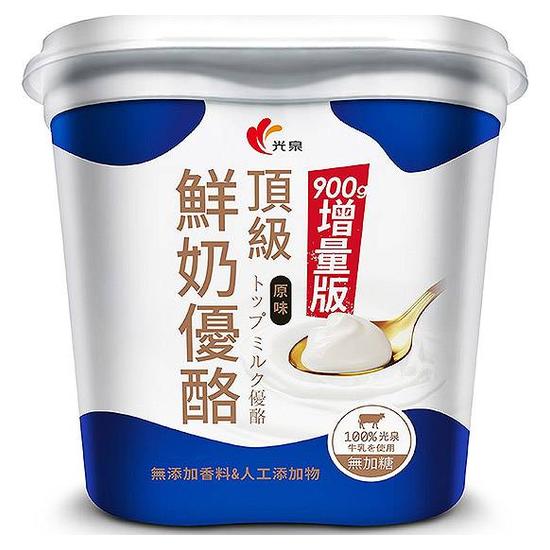 光泉
頂級
鮮奶優酪
トップミルク優酪
原味
900g
增量版
100%光泉
牛乳を使用
無加糖
無添加香料&人工添加物